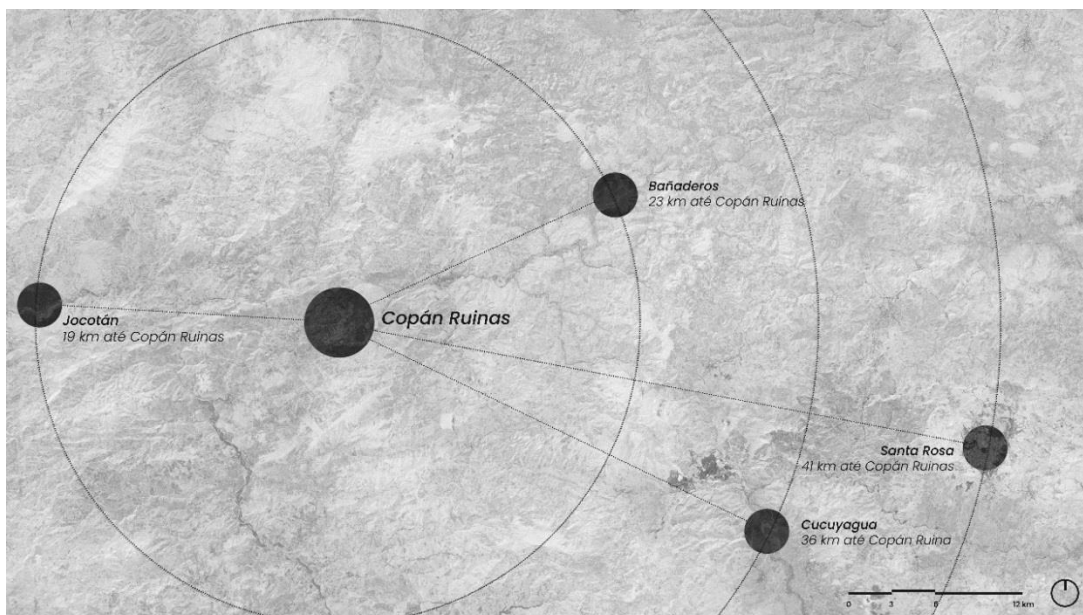 Bañaderos
23 km até Copán Ruínas
Copán Ruinas
Jocotán
19 km até Copán Ruinas
Santa Rosa
41 km até Copán Ruínas
Cucuyagua
36 km até Copán Ruína
0 3 6 12 km